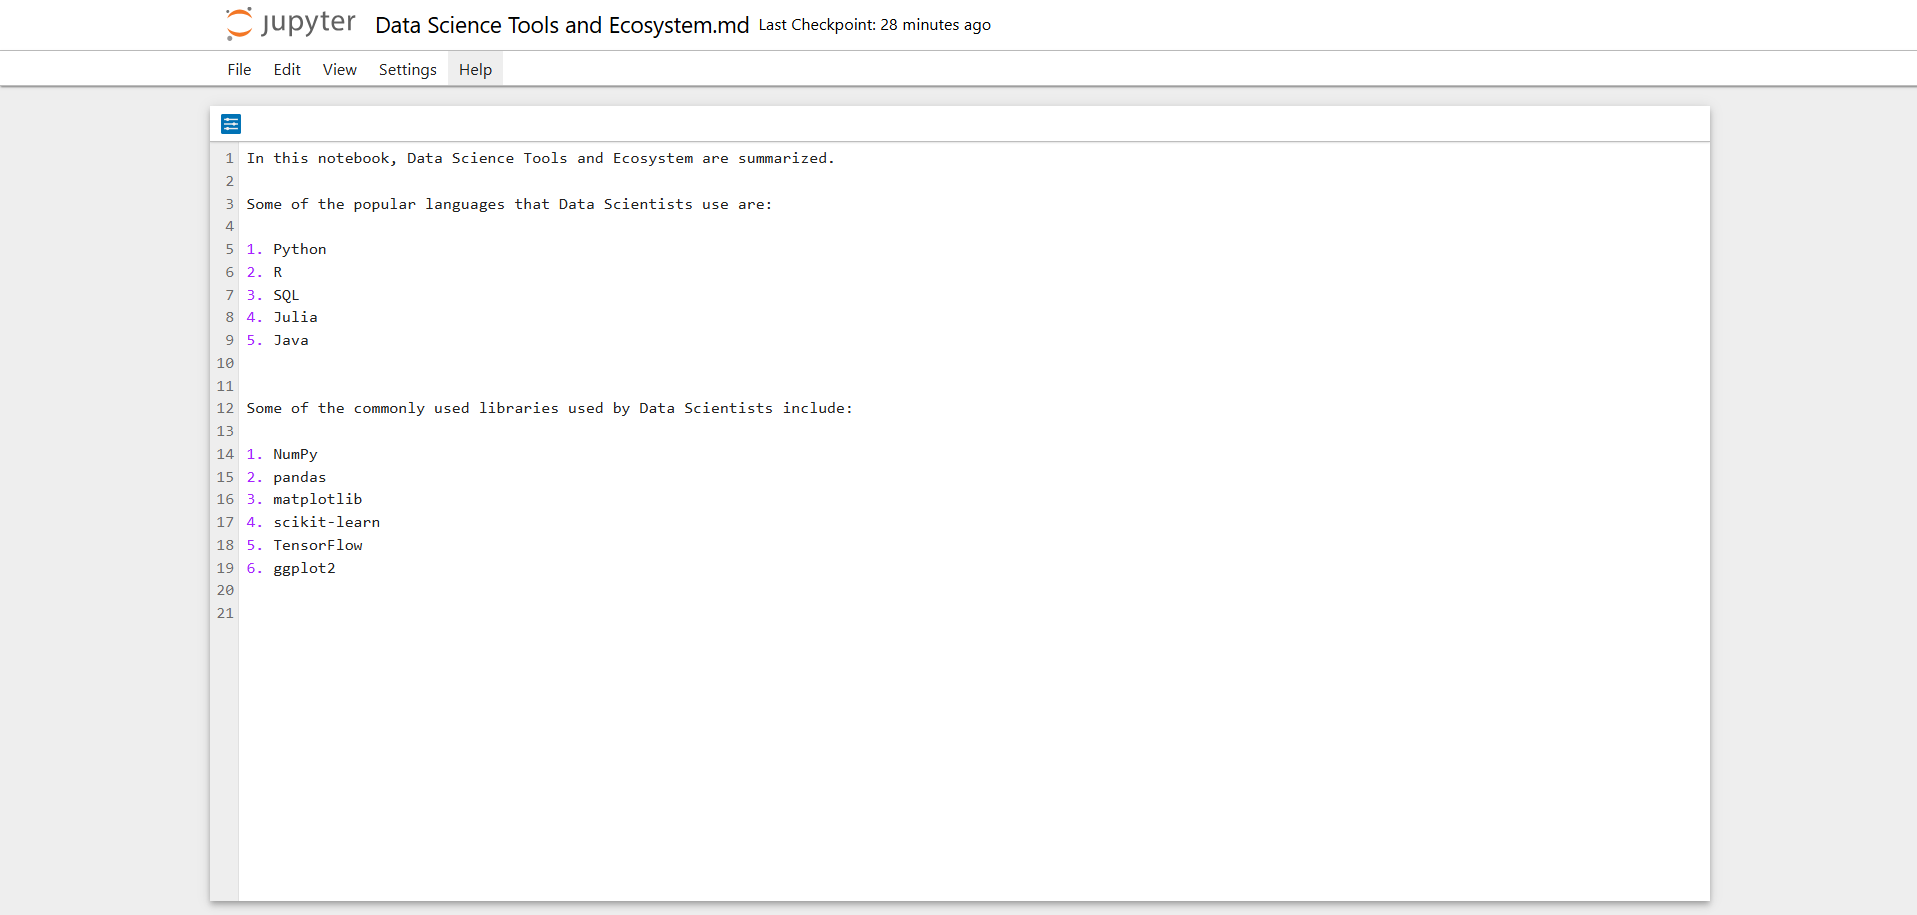 jupyter Data Science Tools and Ecosystem.md Last Checkpoint: 28 minutes ago
File Edit View Settings Help
1 In this notebook, Data Science Tools and Ecosystem are summarized.
2
3 Some of the popular languages that Data Scientists use are:
4
5 1. Python
6 2. R
7 3. SQL
8 4. Julia
9 5. Java
10
11
12 Some of the commonly used libraries used by Data Scientists include:
13
14 1. NumPy
15 2. pandas
16 3. matplotlib
17 4. scikit-learn
18 5. TensorFlow
19 6. ggplot2
20
21